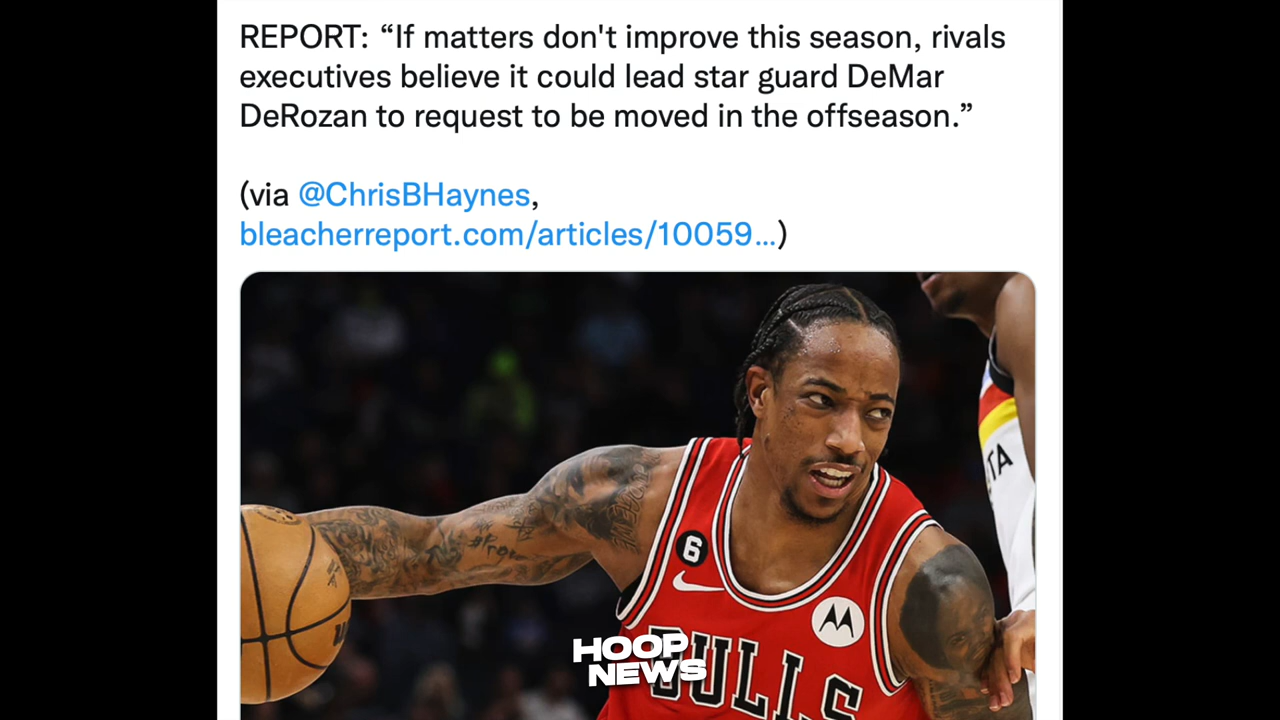 REPORT: “If matters don't improve this season, rivals
executives believe it could lead star guard DeMar
DeRozan to request to be moved in the offseason.”
(via @ChrisBHaynes,
bleacherreport.com/articles/10059...)
6
TA
HOOP
NEWS
BULLS